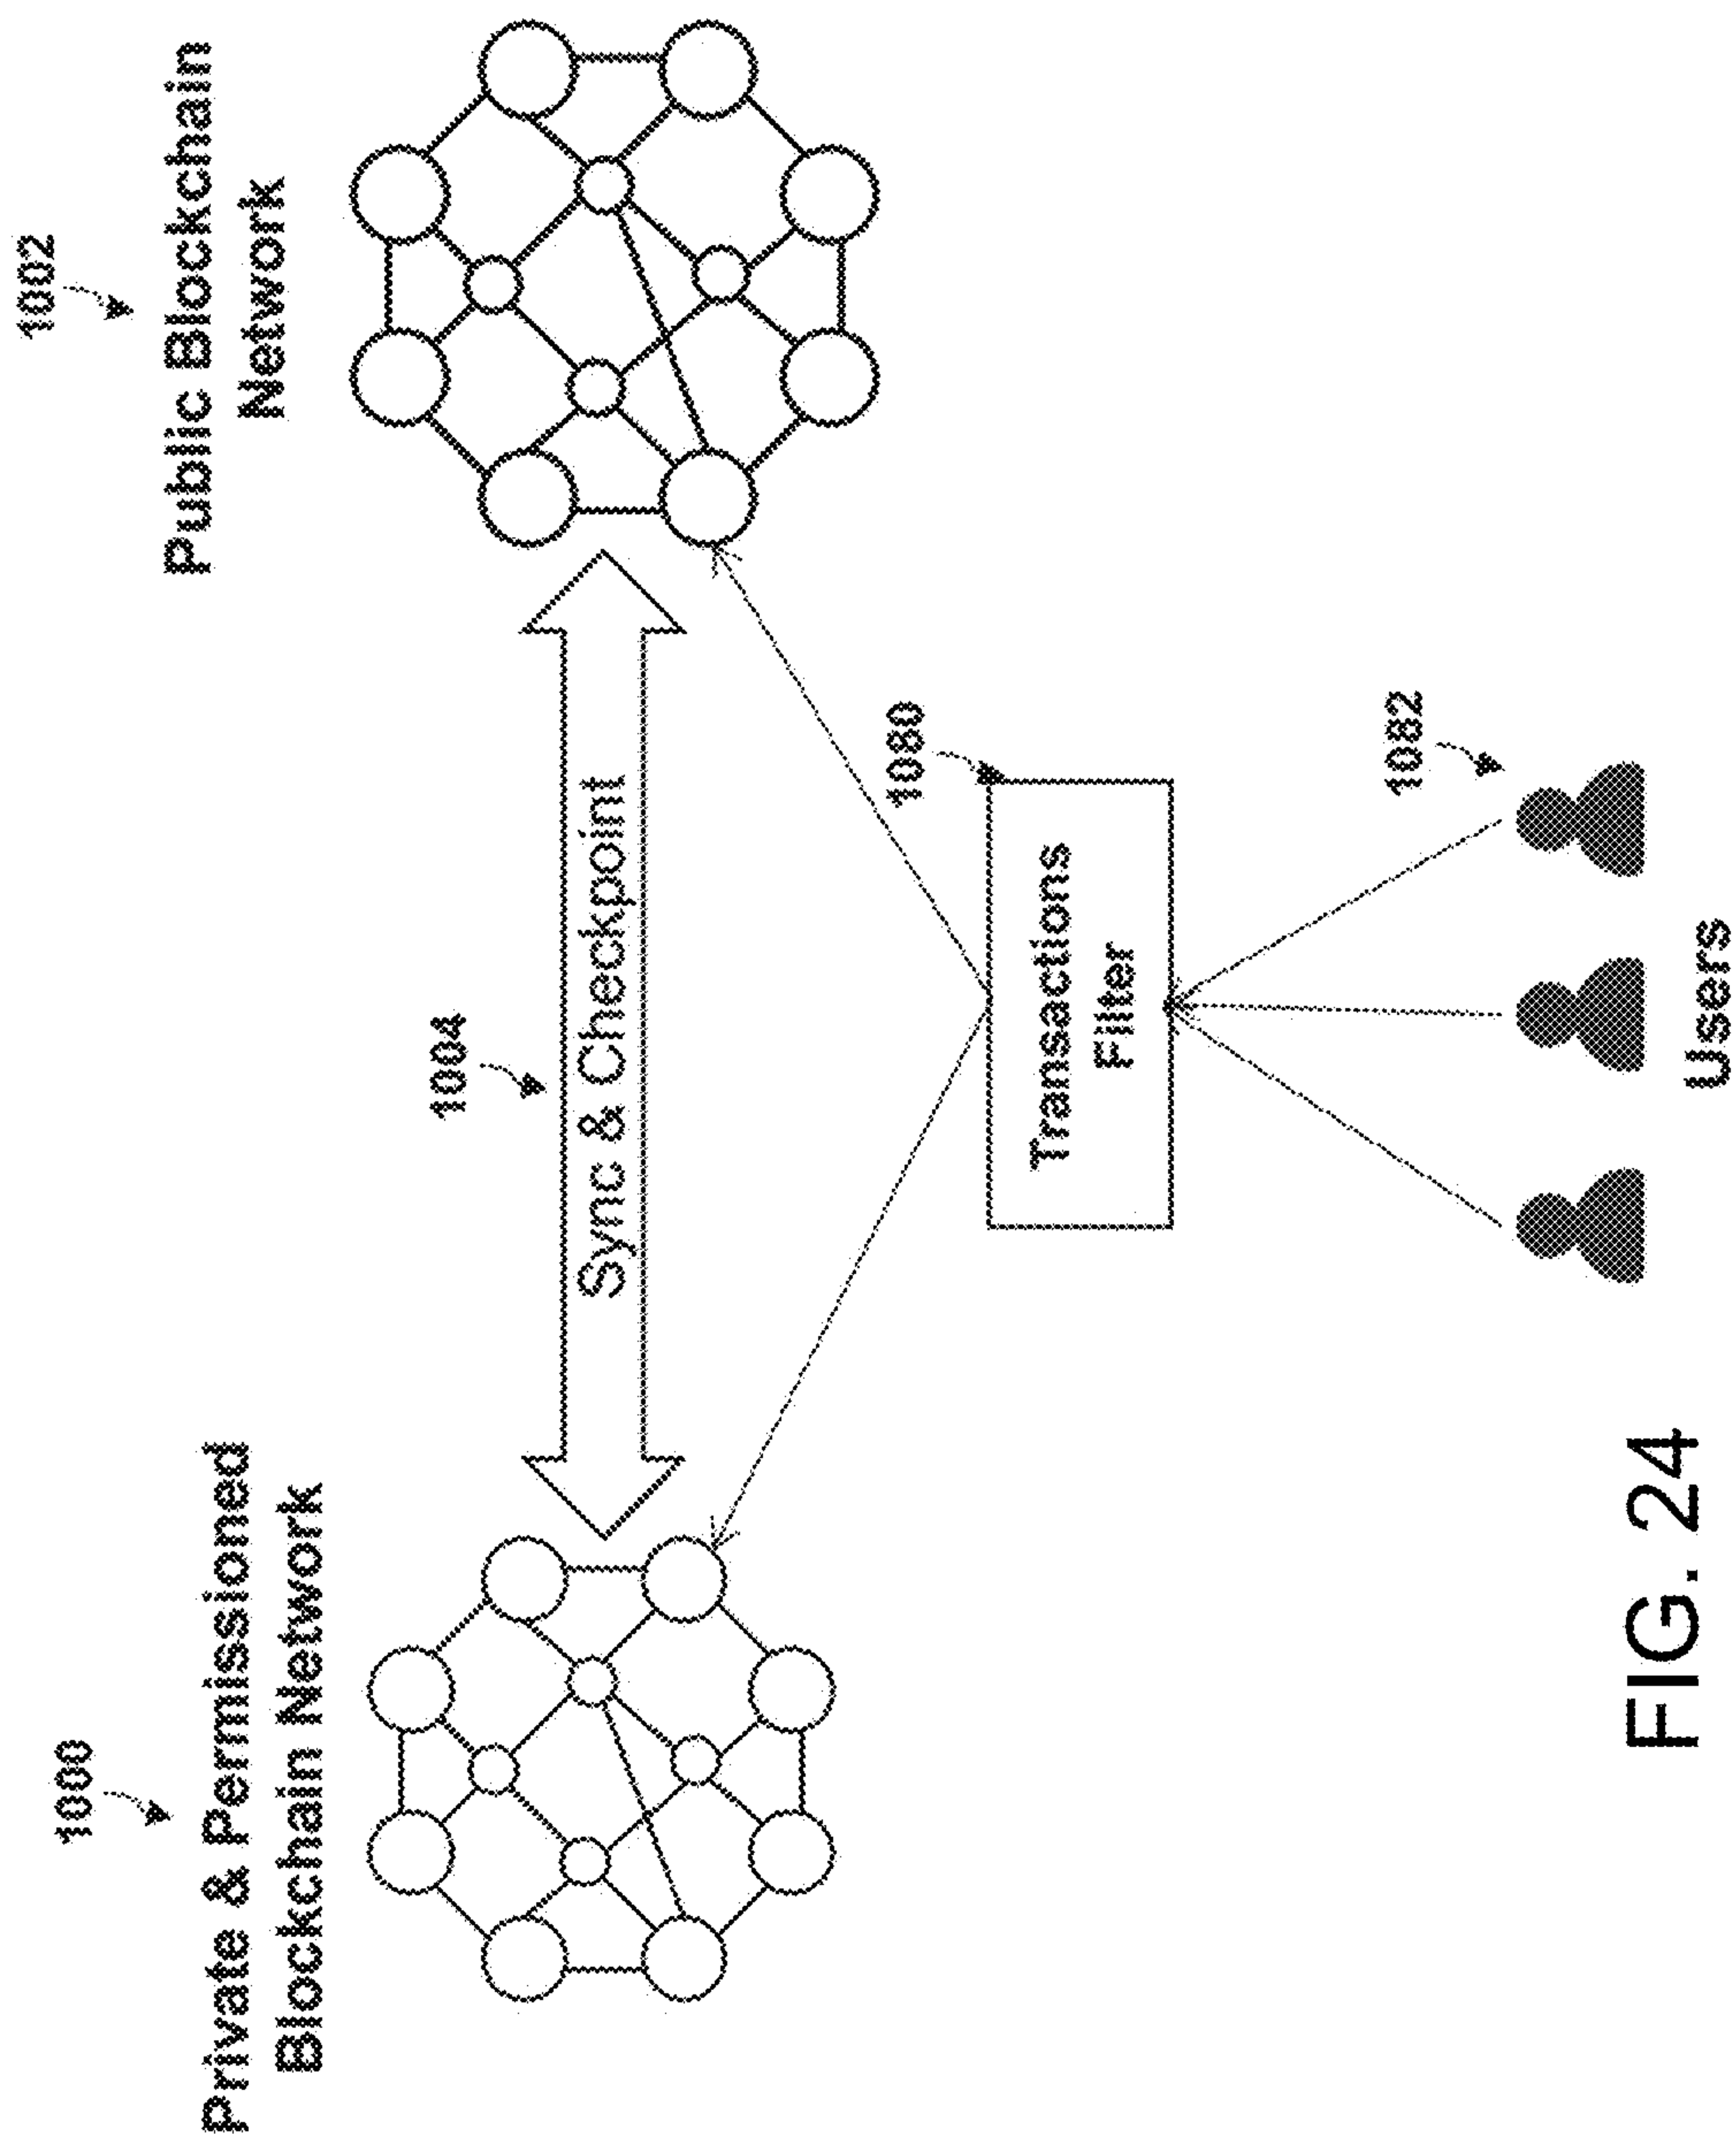 1000
Private & Permissioned
Blockchain Network
1002
Public Blockchain
Network
1004
Sync & Checkpoint
1080
Transactions
Filter
1082
Users
FIG. 24